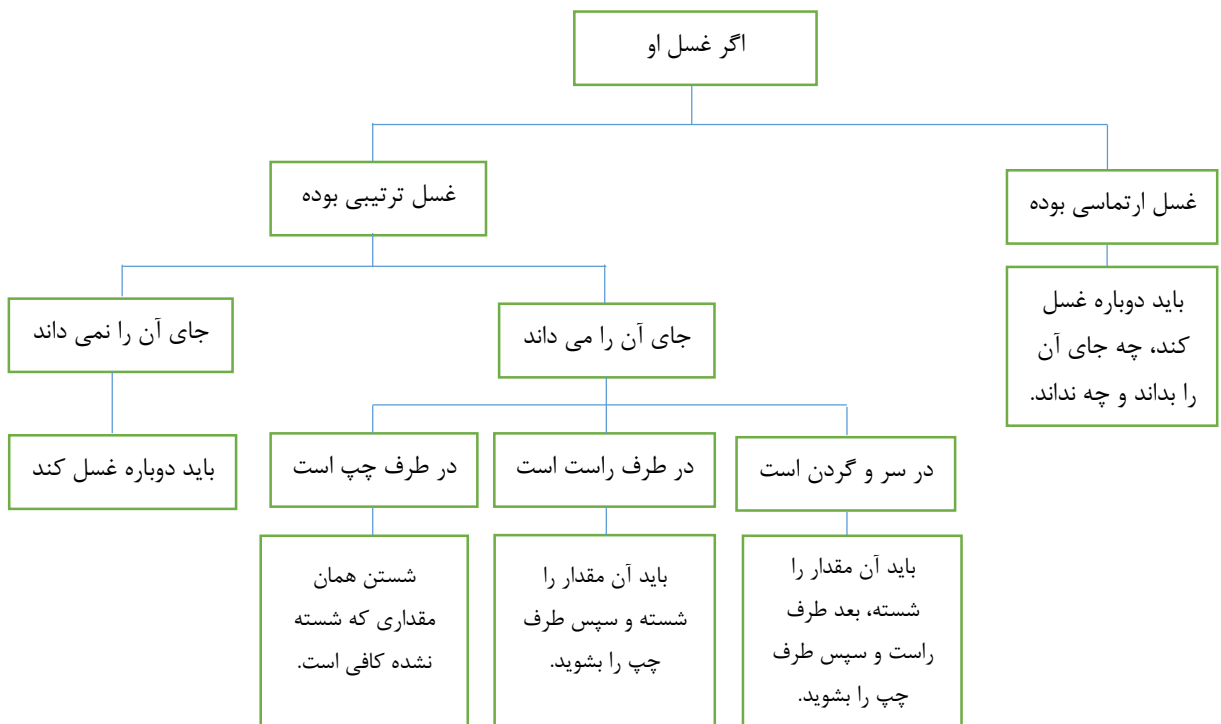 اگر غسل او
غسل ارتماسی بوده
غسل ترتیبی بوده
باید دوباره غسل
کند، چه جای آن
را بداند و چه نداند.
جای آن را می داند
جای آن را نمی داند
در سر و گردن است
در طرف راست است
در طرف چپ است
باید دوباره غسل کند
باید آن مقدار را
شسته، بعد طرف
راست و سپس طرف
چپ را بشوید.
باید آن مقدار را
شسته و سپس طرف
چپ را بشوید.
شستن همان
مقداری که شسته
نشده کافی است.